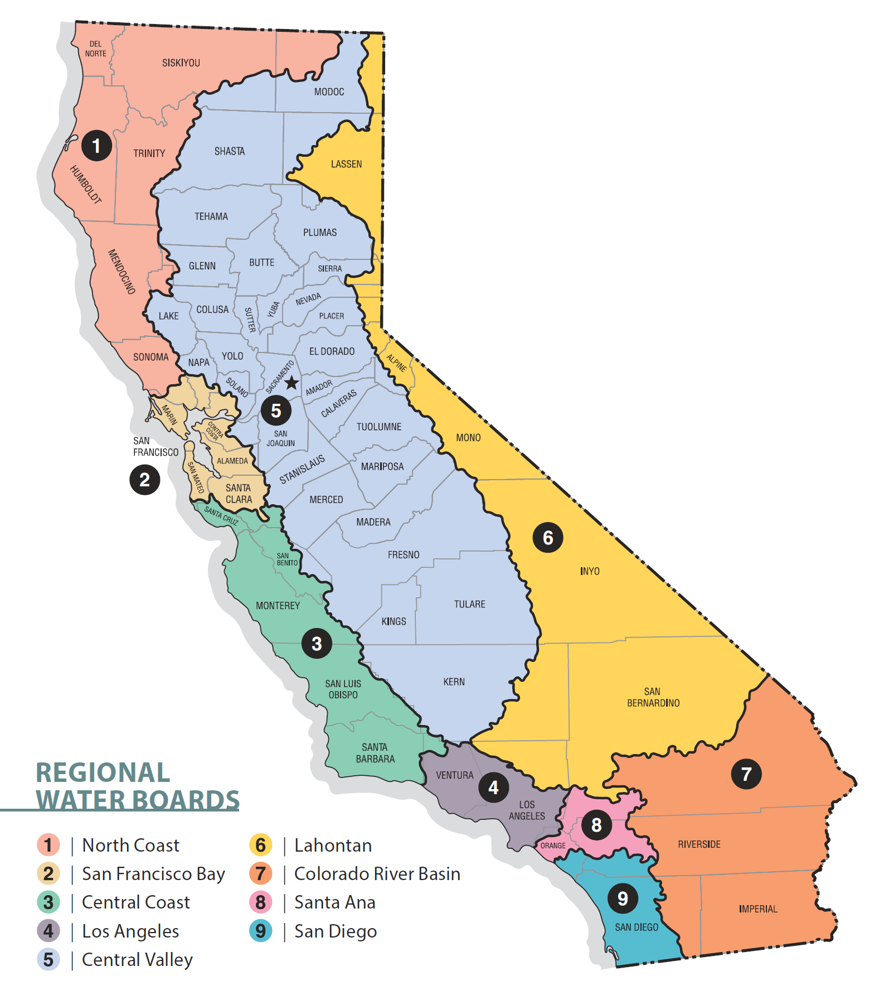 DEL
NORTE
SISKIYOU
MODOC
1
TRINITY
SHASTA
LASSEN
HUMBOLDT
TEHAMA
PLUMAS
MENDOCINO
GLENN
BUTTE
SIERRA
LAKE
COLUSA
SUTTER
YUBA
NEVADA
PLACER
SONOMA
NAPA
YOLO
EL DORADO
ALPINE
SOLANO
SACRAMENTO
AMADOR
CALAVERAS
5
MARIN
CONTRA
COSTA
SAN
JOAQUIN
TUOLUMNE
MONO
SAN
FRANCISCO
2
ALAMEDA
SAN MATEO
STANISLAUS
MARIPOSA
SANTA
CLARA
MERCED
SANTA CRUZ
MADERA
6
SAN
BENITO
FRESNO
INYO
MONTEREY
KINGS
TULARE
3
SAN LUIS
OBISPO
KERN
SAN
BERNARDINO
SANTA
BARBARA
VENTURA
4
7
LOS
ANGELES
8
ORANGE
RIVERSIDE
9
SAN DIEGO
IMPERIAL
REGIONAL
WATER BOARDS
1 | North Coast
2 | San Francisco Bay
3 | Central Coast
4 | Los Angeles
5 | Central Valley
6 | Lahontan
7 | Colorado River Basin
8 | Santa Ana
9 | San Diego